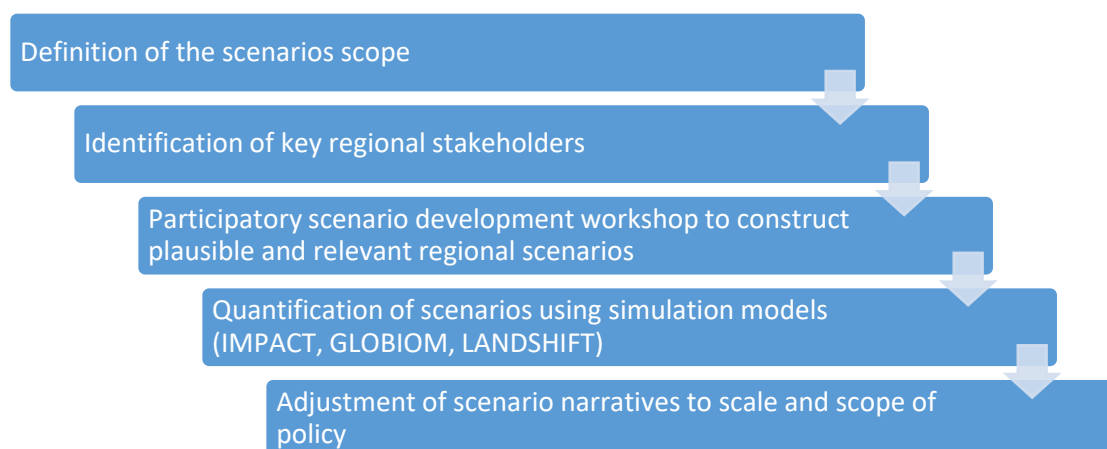 Definition of the scenarios scope
Identification of key regional stakeholders
Participatory scenario development workshop to construct
plausible and relevant regional scenarios
Quantification of scenarios using simulation models
(IMPACT, GLOBIOM, LANDSHIFT)
Adjustment of scenario narratives to scale and scope of
policy